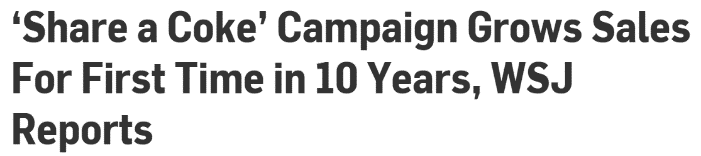 ‘Share a Coke’ Campaign Grows Sales
For First Time in 10 Years, WSJ
Reports